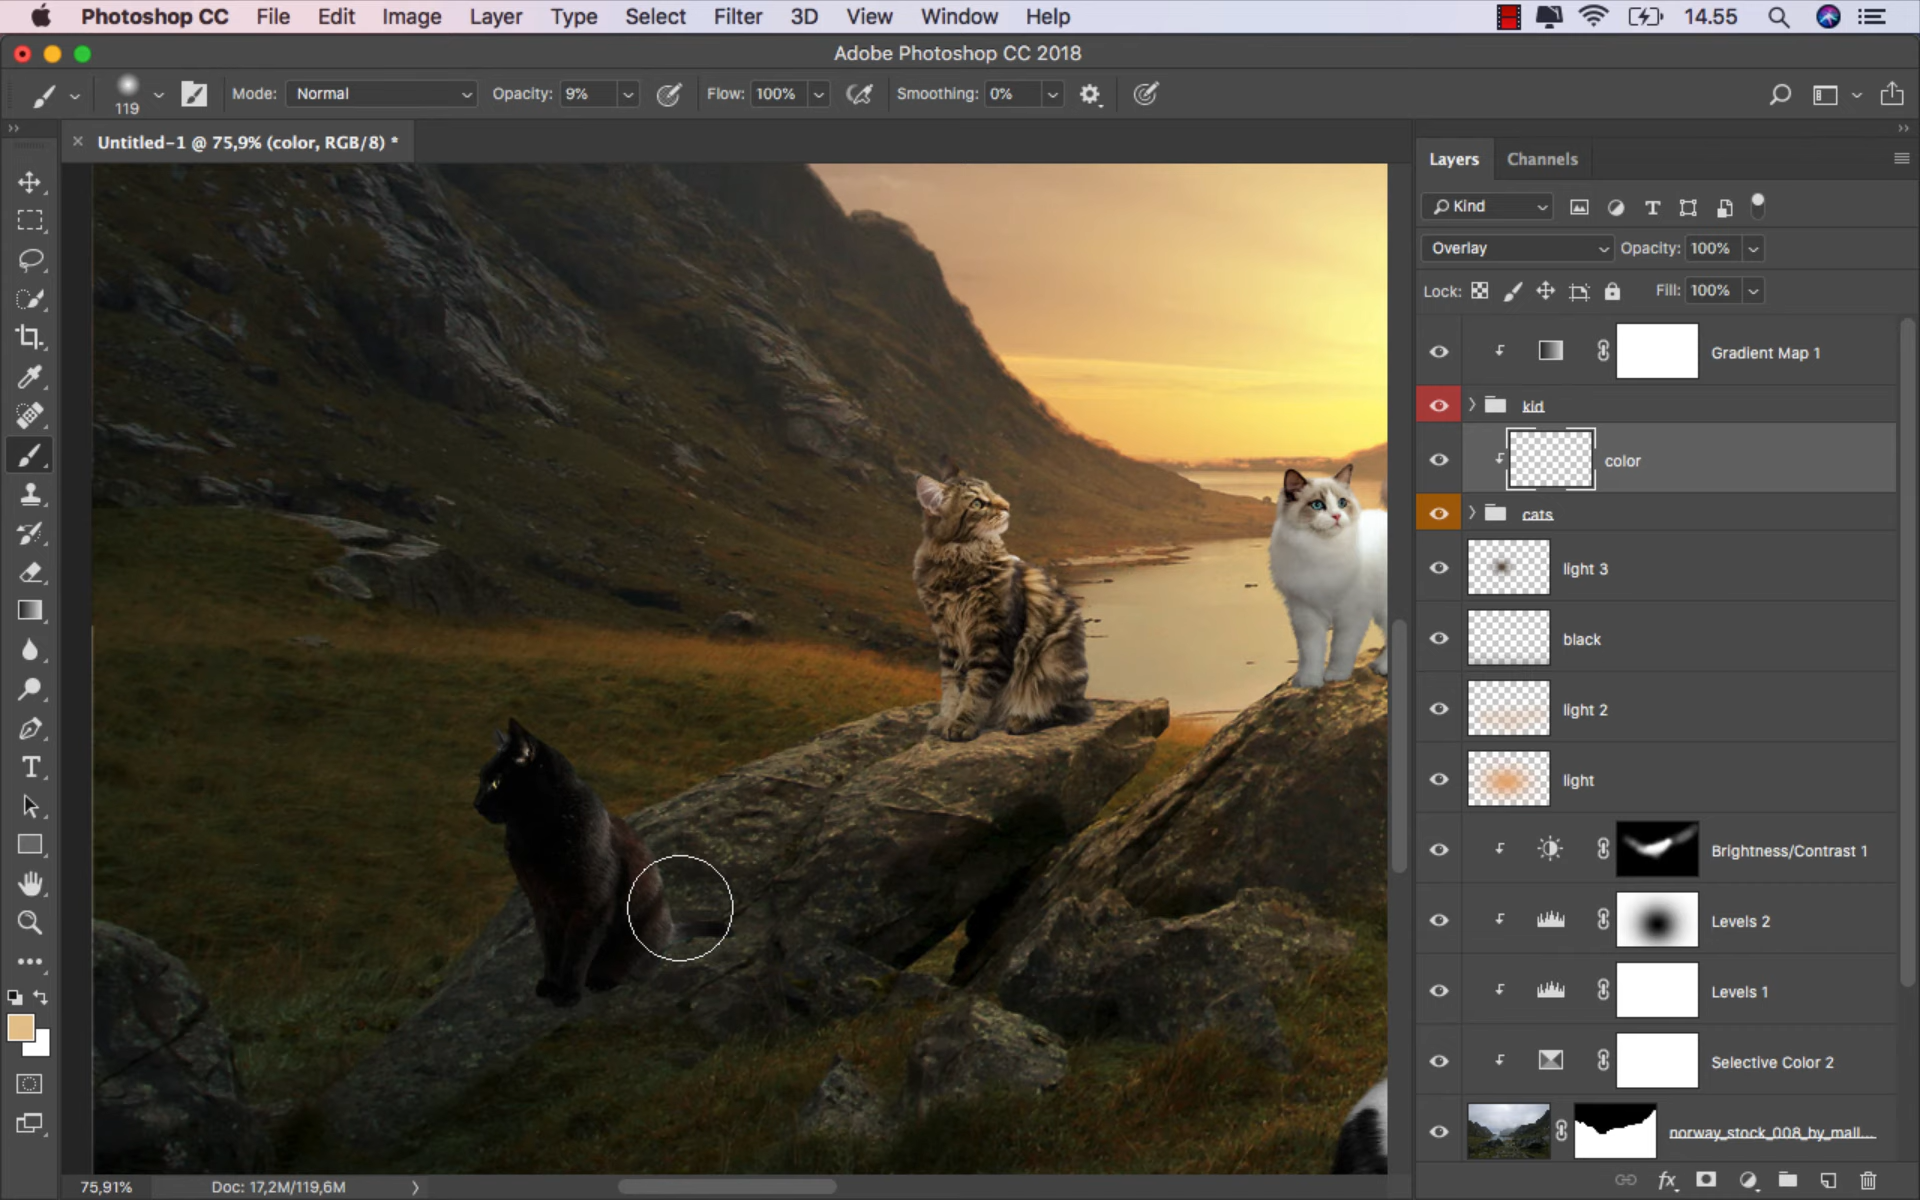 Photoshop CC File Edit Image Layer Type Select Filter 3D View Window Help 14.55
Adobe Photoshop CC 2018
119 Mode: Normal Opacity: 9% Flow: 100% Smoothing: 0%
Untitled-1 @ 75,9% (color, RGB/8) *
Layers Channels
Kind
Overlay Opacity: 100%
Lock: Fill: 100%
Gradient Map 1
kid
color
cats
light 3
black
light 2
light
Brightness/Contrast 1
Levels 2
Levels 1
Selective Color 2
norway_stock_008_by_mall...
75,91% Doc: 17,2M/119,6M